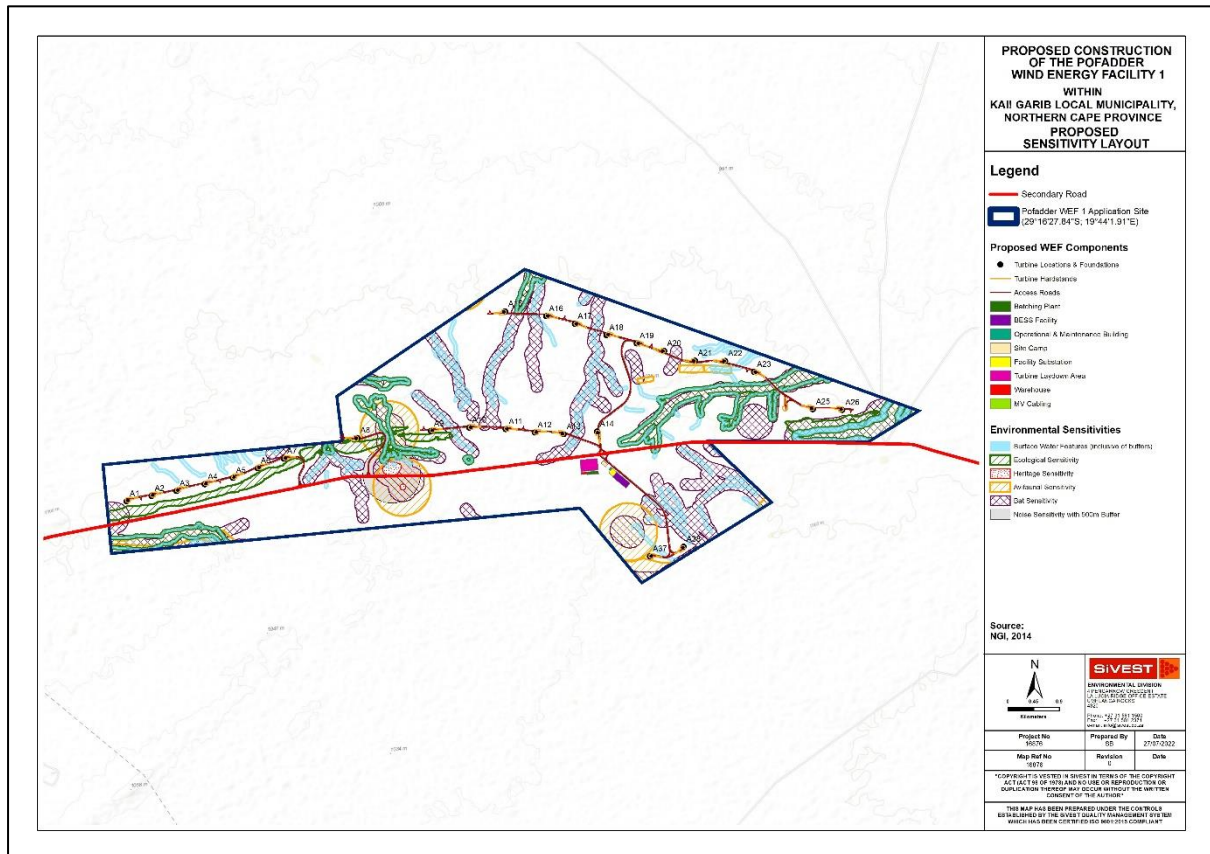 PROPOSED CONSTRUCTION
OF THE POFADDER
WIND ENERGY FACILITY 1
WITHIN
KAI! GARIB LOCAL MUNICIPALITY,
NORTHERN CAPE PROVINCE
PROPOSED
SENSITIVITY LAYOUT
Legend
Secondary Road
Pofadder WEF 1 Application Site
(29°16'27.84"S; 19°44'1.91"E)
Proposed WEF Components
Turbine Locations & Foundations
Turbine Hardstands
Access Roads
Batching Plant
BESS Facility
Operational & Maintenance Building
Site Camp
Facility Substation
Turbine Laydown Area
Warehouse
MV Cabling
Environmental Sensitivities
Surface Water Features (inclusive of buffers)
Ecological Sensitivity
Heritage Sensitivity
Avifaunal Sensitivity
Bat Sensitivity
Noise Sensitivity with 500m Buffer
Source:
NGI, 2014
N
Kilometers
SiVEST
ENVIRONMENTAL DIVISION
Project No
Prepared By
Date
SB
27/07/2022
Map Ref No
Revision
Date
0
"COPYRIGHT IS VESTED IN SIVEST IN TERMS OF THE COPYRIGHT
ACT (ACT 98 OF 1978) AND NO USE OR REPRODUCTION OR
DUPLICATION THEREOF MAY OCCUR WITHOUT THE WRITTEN
CONSENT OF THE AUTHOR"
THIS MAP HAS BEEN PREPARED UNDER THE CONTROLS
ESTABLISHED BY THE SIVEST QUALITY MANAGEMENT SYSTEM
WHICH HAS BEEN CERTIFIED ISO 9001:2015 COMPLIANT
A15
A16
A17
A18
A19
A20
A21
A22
A23
A25
A26
A8
A9
A10
A11
A12
A13
A14
A1
A2
A3
A4
A5
A6
A7
A37